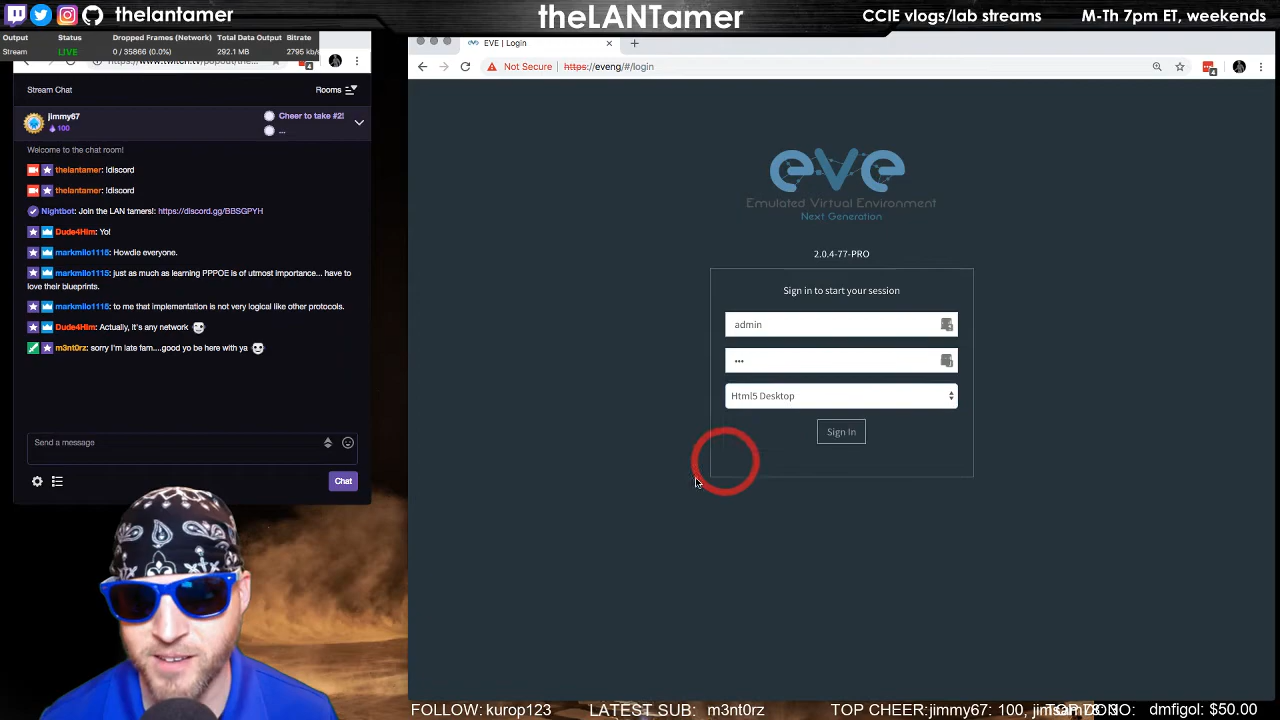 thelantamer
theLANTamer
CCIE vlogs/lab streams
M-Th 7pm ET, weekends
Output Status Dropped Frames (Network) Total Data Output Bitrate
Stream LIVE 0 / 35866 (0.0%) 292.1 MB 2795 kb/s
EVE | Login
Not Secure https://eveng/#/login
4
Stream Chat
Rooms
jimmy67
100
Cheer to take #2!
...
Welcome to the chat room!
thelantamer: !discord
thelantamer: !discord
Nightbot: Join the LAN tamers! https://discord.gg/BBSGPYH
Dude4Him: Yo!
markmilo1115: Howdie everyone.
markmilo1115: just as much as learning PPPOE is of utmost importance... have to
love their blueprints.
markmilo1115: to me that implementation is not very logical like other protocols.
Dude4Him: Actually, it's any network
m3nt0rz: sorry I'm late fam....good yo be here with ya
Send a message
Chat
eve
Emulated Virtual Environment
Next Generation
2.0.4-77-PRO
Sign in to start your session
admin
•••
Html5 Desktop
Sign In
FOLLOW: kurop123
LATEST SUB: m3nt0rz
TOP CHEER:jimmy67: 100,
dmfigol: $50.00